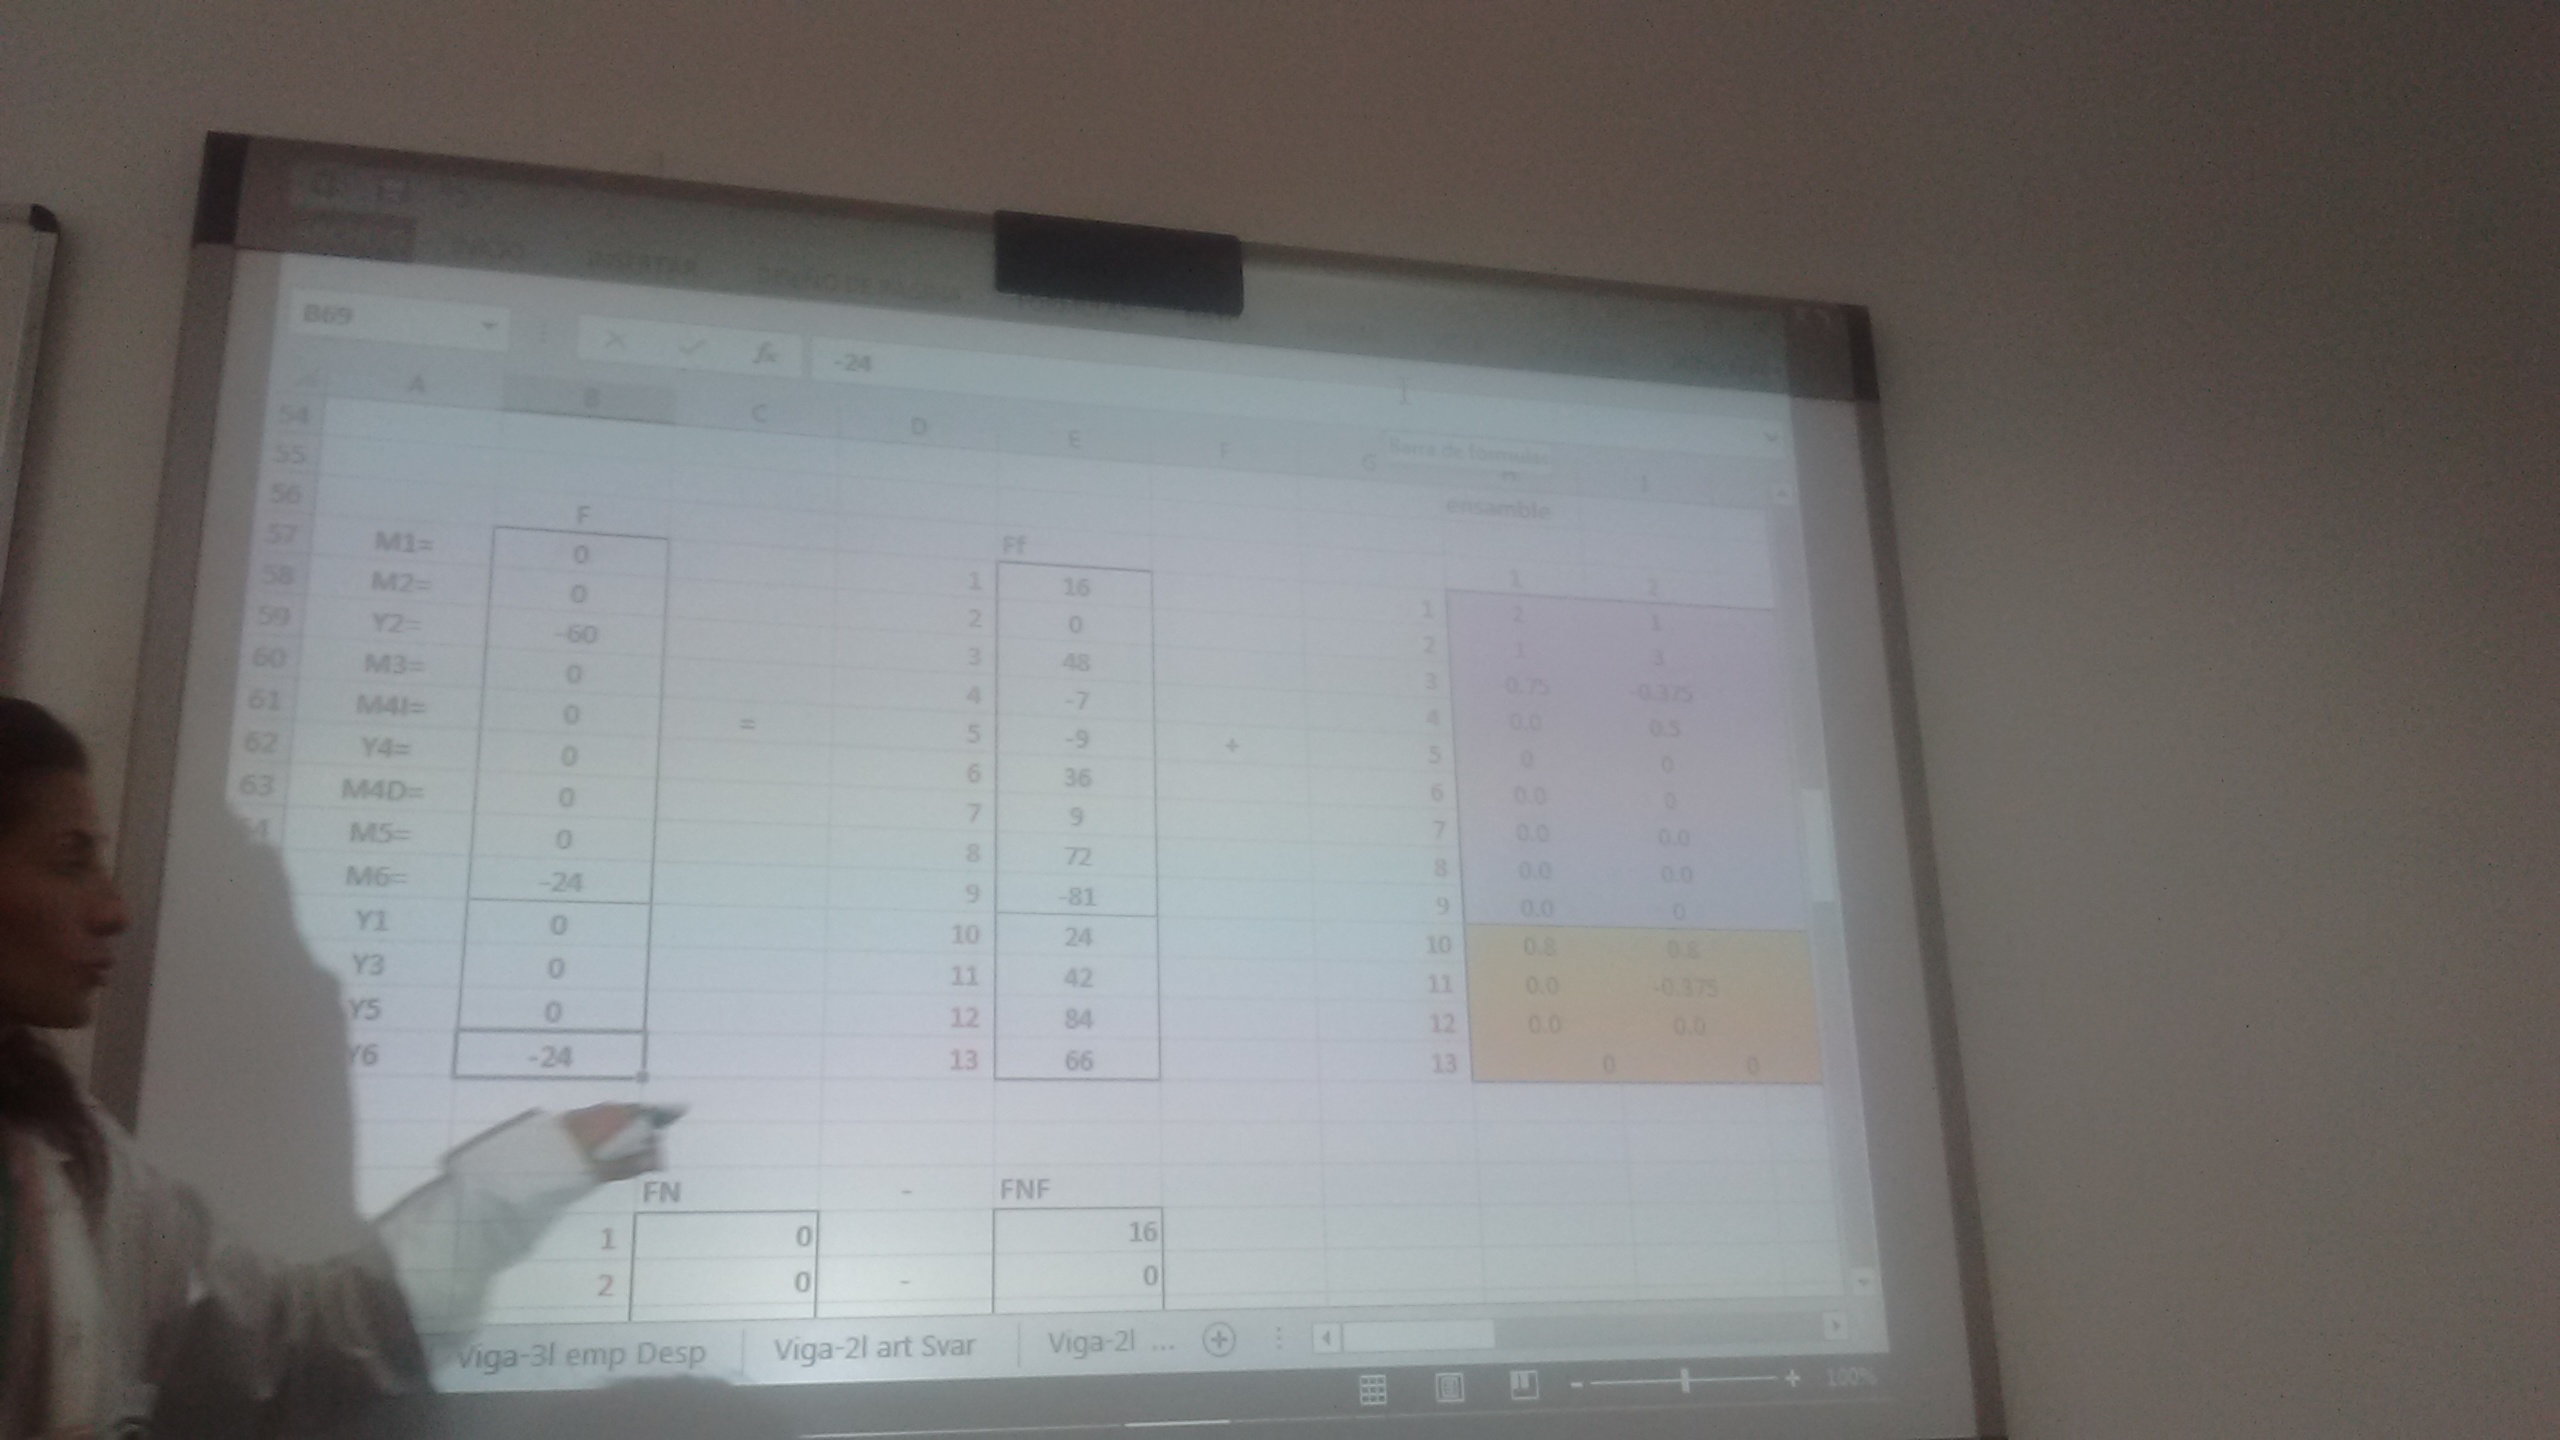 INICIO INSERTAR DISEÑO DE PÁGINA
B69 fx -24
A B C D E F G I
Barra de fórmulas
54
55
56 F ensamble
57 M1= 0 Ff 1 2
58 M2= 0 1 16 1 2 1
59 Y2= -60 2 0 2 1 3
60 M3= 0 3 48 3 -0.75 -0.375
61 M4I= 0 = 4 -7 4 0.0 0.5
62 Y4= 0 5 -9 + 5 0 0
63 M4D= 0 6 36 6 0.0 0
M5= 0 7 9 7 0.0 0.0
M6= -24 8 72 8 0.0 0.0
Y1 0 9 -81 9 0.0 0
Y3 0 10 24 10 0.8 0.8
Y5 0 11 42 11 0.0 -0.375
Y6 -24 12 84 12 0.0 0.0
13 66 13 0 0
FN - FNF
1 0 16
2 0 - 0
Viga-3l emp Desp Viga-2l art Svar Viga-2l ...
100%